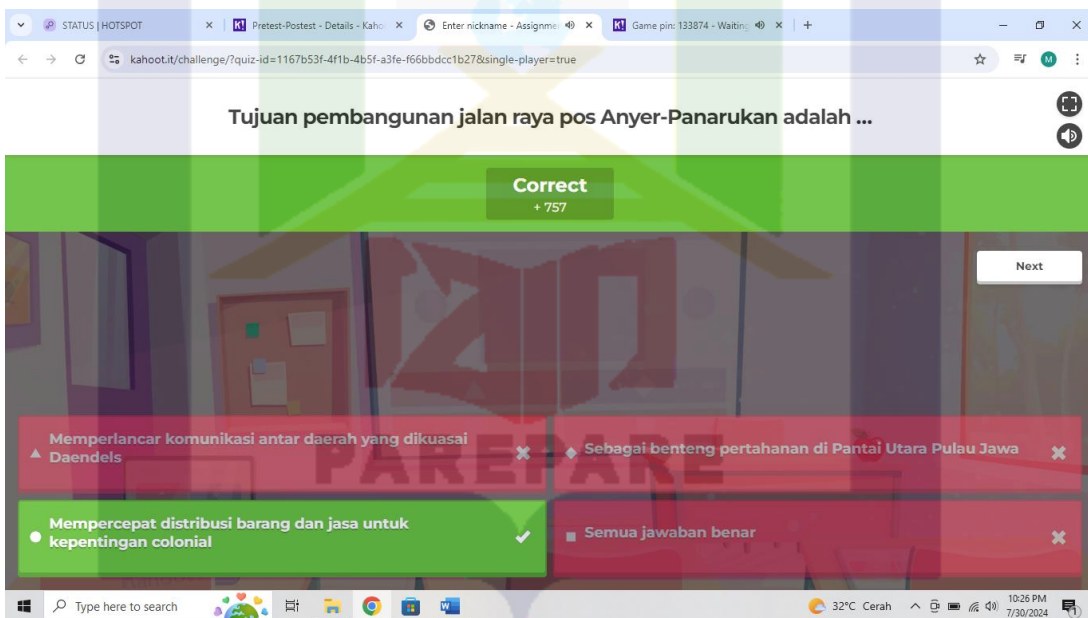 STATUS | HOTSPOT
Pretest-Postest - Details - Kaho
Enter nickname - Assignme
Game pin: 133874 - Waiting
kahoot.it/challenge/?quiz-id=1167b53f-4f1b-4b5f-a3fe-f66bbdcc1b27&single-player=true
M
Tujuan pembangunan jalan raya pos Anyer-Panarukan adalah ...
Correct
+ 757
Next
Memperlancar komunikasi antar daerah yang dikuasai
Daendels
Sebagai benteng pertahanan di Pantai Utara Pulau Jawa
PAREPARE
Mempercepat distribusi barang dan jasa untuk
kepentingan colonial
Semua jawaban benar
Type here to search
32°C Cerah
10:26 PM
7/30/2024